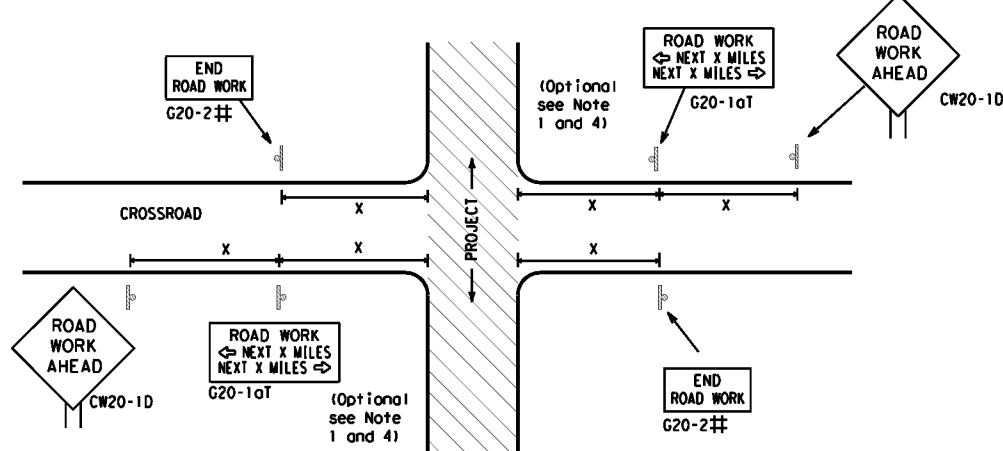 END
ROAD WORK
G20-2#
(Optional
see Note
1 and 4)
ROAD WORK
⇦ NEXT X MILES
NEXT X MILES ⇨
G20-1aT
ROAD
WORK
AHEAD
CW20-1D
X
X
X
CROSSROAD
PROJECT
X
X
X
ROAD
WORK
AHEAD
CW20-1D
ROAD WORK
⇦ NEXT X MILES
NEXT X MILES ⇨
G20-1aT
(Optional
see Note
1 and 4)
END
ROAD WORK
G20-2#